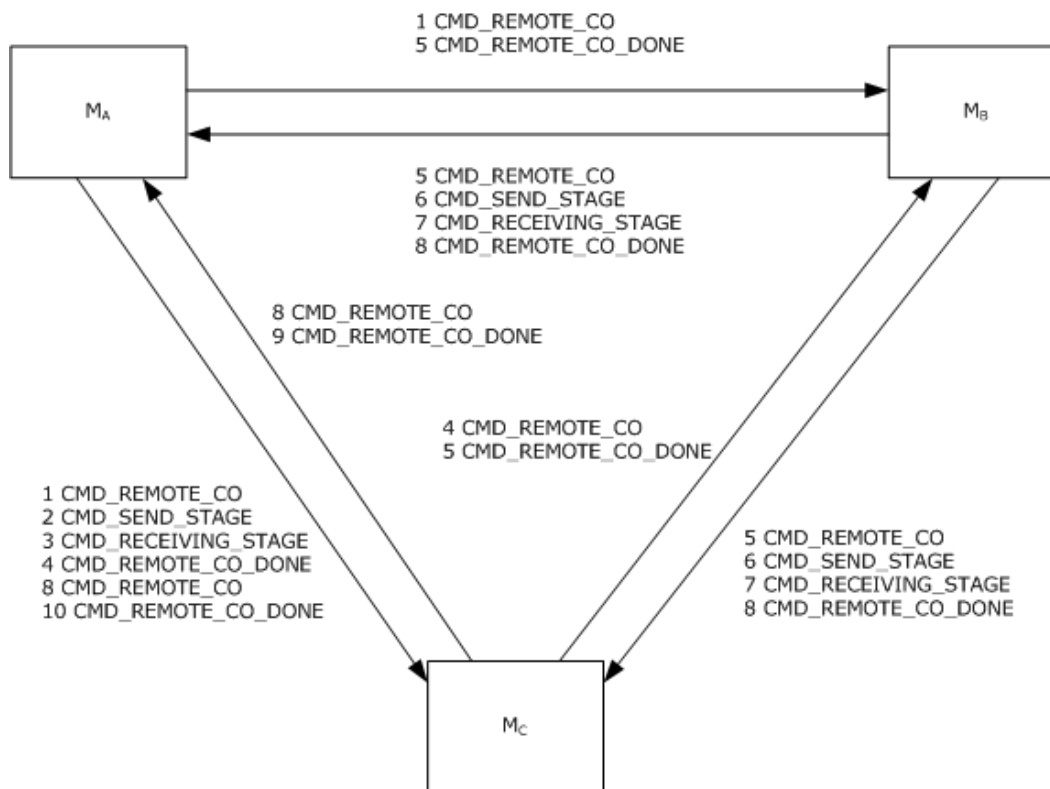 1 CMD_REMOTE_CO
5 CMD_REMOTE_CO_DONE
MA
MB
5 CMD_REMOTE_CO
6 CMD_SEND_STAGE
7 CMD_RECEIVING_STAGE
8 CMD_REMOTE_CO_DONE
8 CMD_REMOTE_CO
9 CMD_REMOTE_CO_DONE
4 CMD_REMOTE_CO
5 CMD_REMOTE_CO_DONE
1 CMD_REMOTE_CO
2 CMD_SEND_STAGE
3 CMD_RECEIVING_STAGE
4 CMD_REMOTE_CO_DONE
8 CMD_REMOTE_CO
10 CMD_REMOTE_CO_DONE
5 CMD_REMOTE_CO
6 CMD_SEND_STAGE
7 CMD_RECEIVING_STAGE
8 CMD_REMOTE_CO_DONE
MC